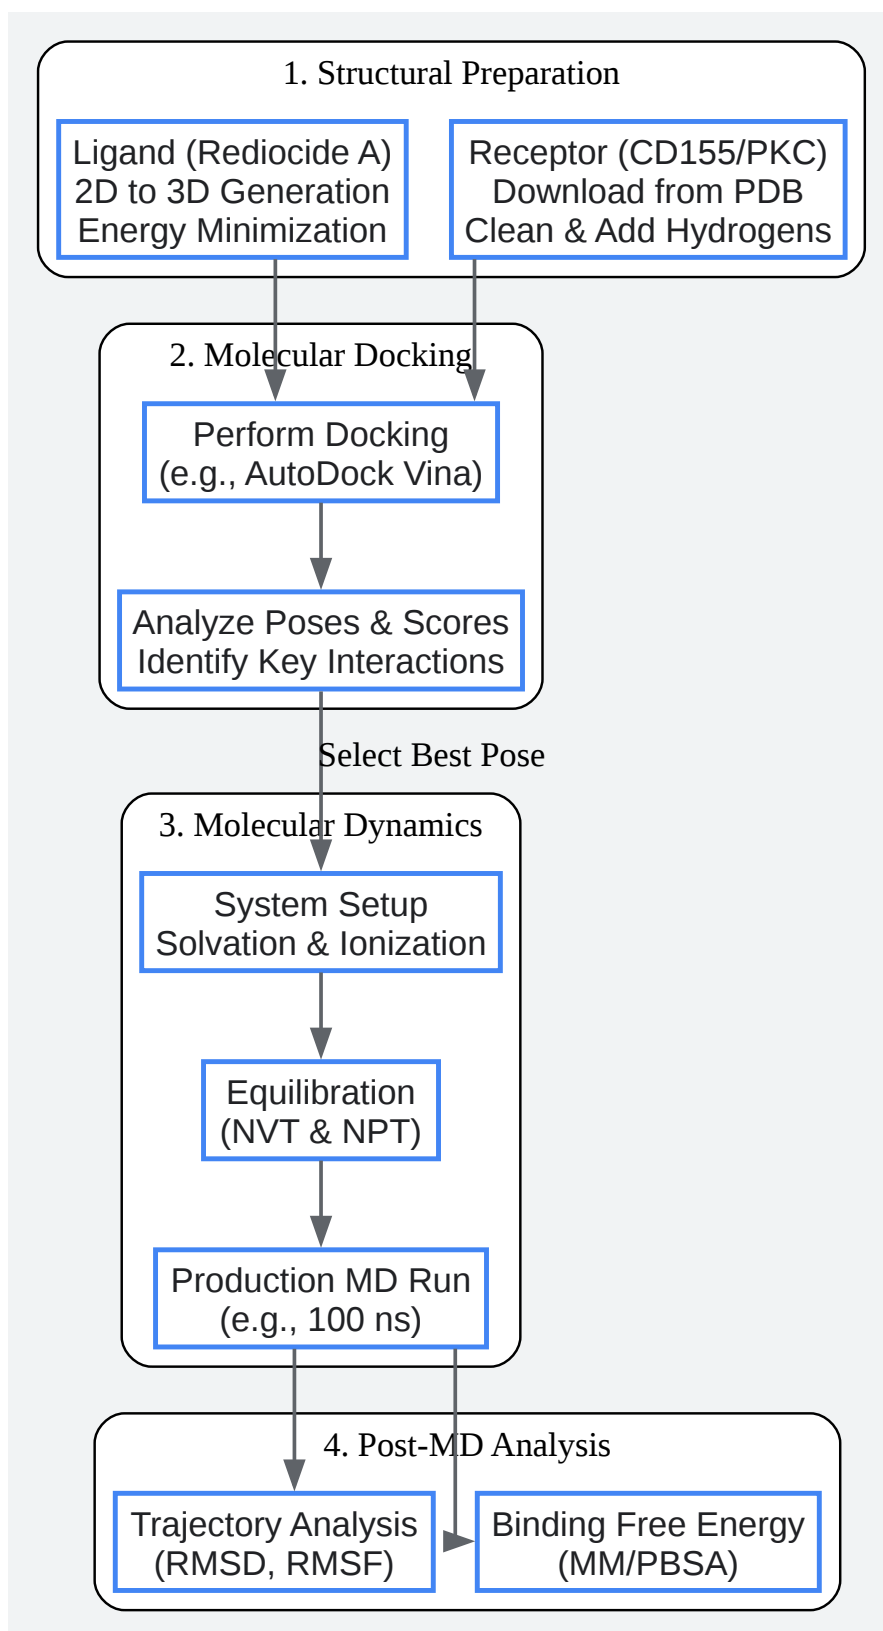 1. Structural Preparation
Ligand (Rediocide A)
2D to 3D Generation
Energy Minimization
Receptor (CD155/PKC)
Download from PDB
Clean & Add Hydrogens
2. Molecular Docking
Perform Docking
(e.g., AutoDock Vina)
Analyze Poses & Scores
Identify Key Interactions
Select Best Pose
3. Molecular Dynamics
System Setup
Solvation & Ionization
Equilibration
(NVT & NPT)
Production MD Run
(e.g., 100 ns)
4. Post-MD Analysis
Trajectory Analysis
(RMSD, RMSF)
Binding Free Energy
(MM/PBSA)